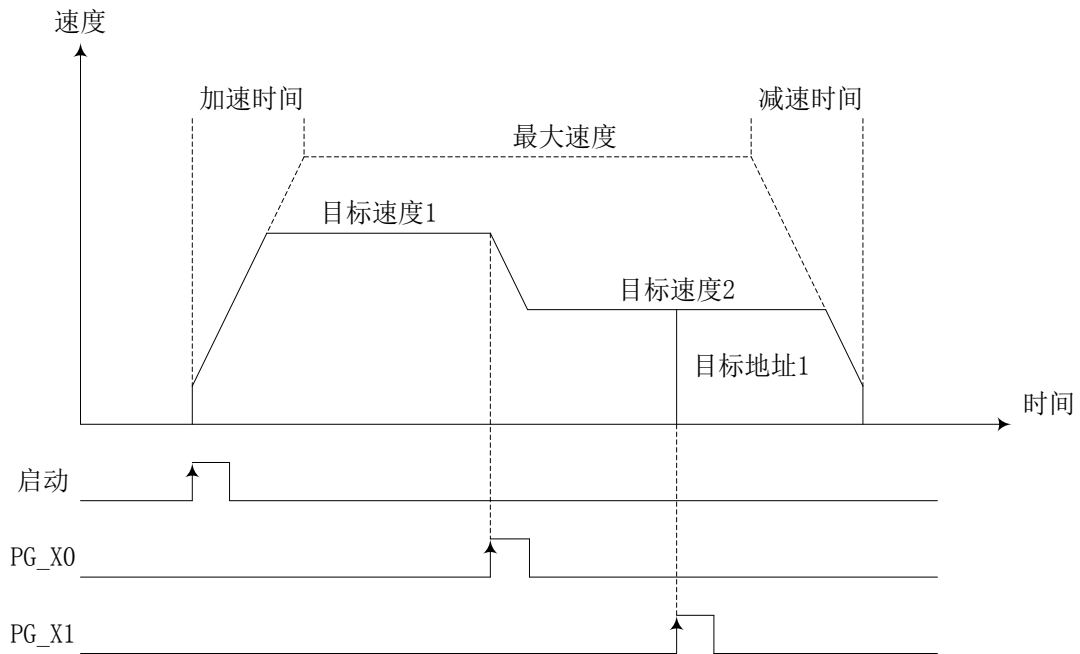 速度
加速时间
减速时间
最大速度
目标速度1
目标速度2
目标地址1
时间
启动
PG_X0
PG_X1